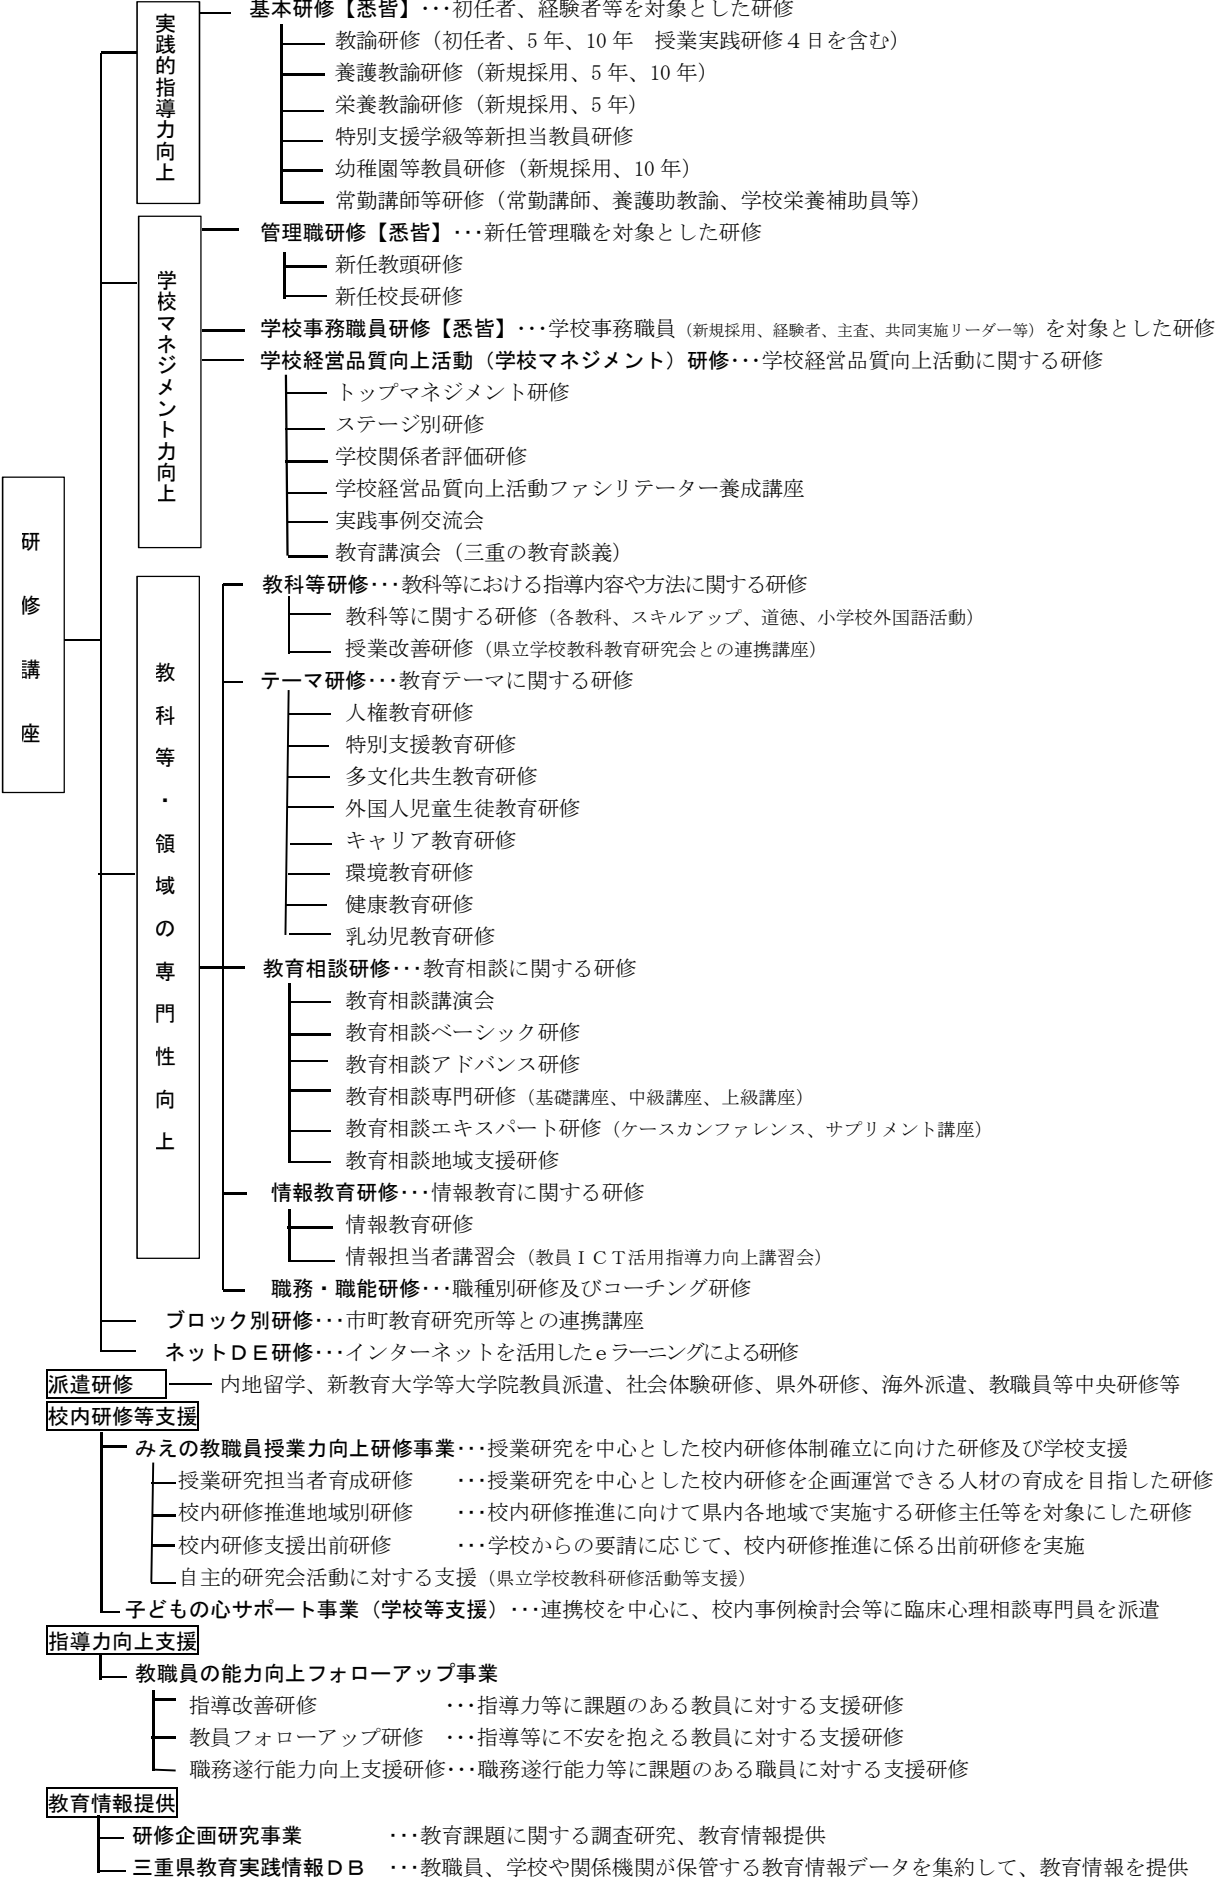 実践的指導力向上
基本研修【悉皆】･･･初任者、経験者等を対象とした研修
教諭研修（初任者、5 年、10 年　授業実践研修４日を含む）
養護教諭研修（新規採用、5 年、10 年）
栄養教諭研修（新規採用、5 年）
特別支援学級等新担当教員研修
幼稚園等教員研修（新規採用、10 年）
常勤講師等研修（常勤講師、養護助教諭、学校栄養補助員等）
学校マネジメント力向上
管理職研修【悉皆】･･･新任管理職を対象とした研修
新任教頭研修
新任校長研修
学校事務職員研修【悉皆】･･･学校事務職員（新規採用、経験者、主査、共同実施リーダー等）を対象とした研修
学校経営品質向上活動（学校マネジメント）研修･･･学校経営品質向上活動に関する研修
トップマネジメント研修
ステージ別研修
学校関係者評価研修
学校経営品質向上活動ファシリテーター養成講座
実践事例交流会
教育講演会（三重の教育談義）
研修講座
教科等・領域の専門性向上
教科等研修･･･教科等における指導内容や方法に関する研修
教科等に関する研修（各教科、スキルアップ、道徳、小学校外国語活動）
授業改善研修（県立学校教科教育研究会との連携講座）
テーマ研修･･･教育テーマに関する研修
人権教育研修
特別支援教育研修
多文化共生教育研修
外国人児童生徒教育研修
キャリア教育研修
環境教育研修
健康教育研修
乳幼児教育研修
教育相談研修･･･教育相談に関する研修
教育相談講演会
教育相談ベーシック研修
教育相談アドバンス研修
教育相談専門研修（基礎講座、中級講座、上級講座）
教育相談エキスパート研修（ケースカンファレンス、サプリメント講座）
教育相談地域支援研修
情報教育研修･･･情報教育に関する研修
情報教育研修
情報担当者講習会（教員ＩＣＴ活用指導力向上講習会）
職務・職能研修･･･職種別研修及びコーチング研修
ブロック別研修･･･市町教育研究所等との連携講座
ネットＤＥ研修･･･インターネットを活用したｅラーニングによる研修
派遣研修　内地留学、新教育大学等大学院教員派遣、社会体験研修、県外研修、海外派遣、教職員等中央研修等
校内研修等支援
みえの教職員授業力向上研修事業･･･授業研究を中心とした校内研修体制確立に向けた研修及び学校支援
授業研究担当者育成研修　･･･授業研究を中心とした校内研修を企画運営できる人材の育成を目指した研修
校内研修推進地域別研修　･･･校内研修推進に向けて県内各地域で実施する研修主任等を対象にした研修
校内研修支援出前研修　･･･学校からの要請に応じて、校内研修推進に係る出前研修を実施
自主的研究会活動に対する支援（県立学校教科研修活動等支援）
子どもの心サポート事業（学校等支援）･･･連携校を中心に、校内事例検討会等に臨床心理相談専門員を派遣
指導力向上支援
教職員の能力向上フォローアップ事業
指導改善研修　･･･指導力等に課題のある教員に対する支援研修
教員フォローアップ研修　･･･指導等に不安を抱える教員に対する支援研修
職務遂行能力向上支援研修･･･職務遂行能力等に課題のある職員に対する支援研修
教育情報提供
研修企画研究事業　･･･教育課題に関する調査研究、教育情報提供
三重県教育実践情報ＤＢ　･･･教職員、学校や関係機関が保管する教育情報データを集約して、教育情報を提供